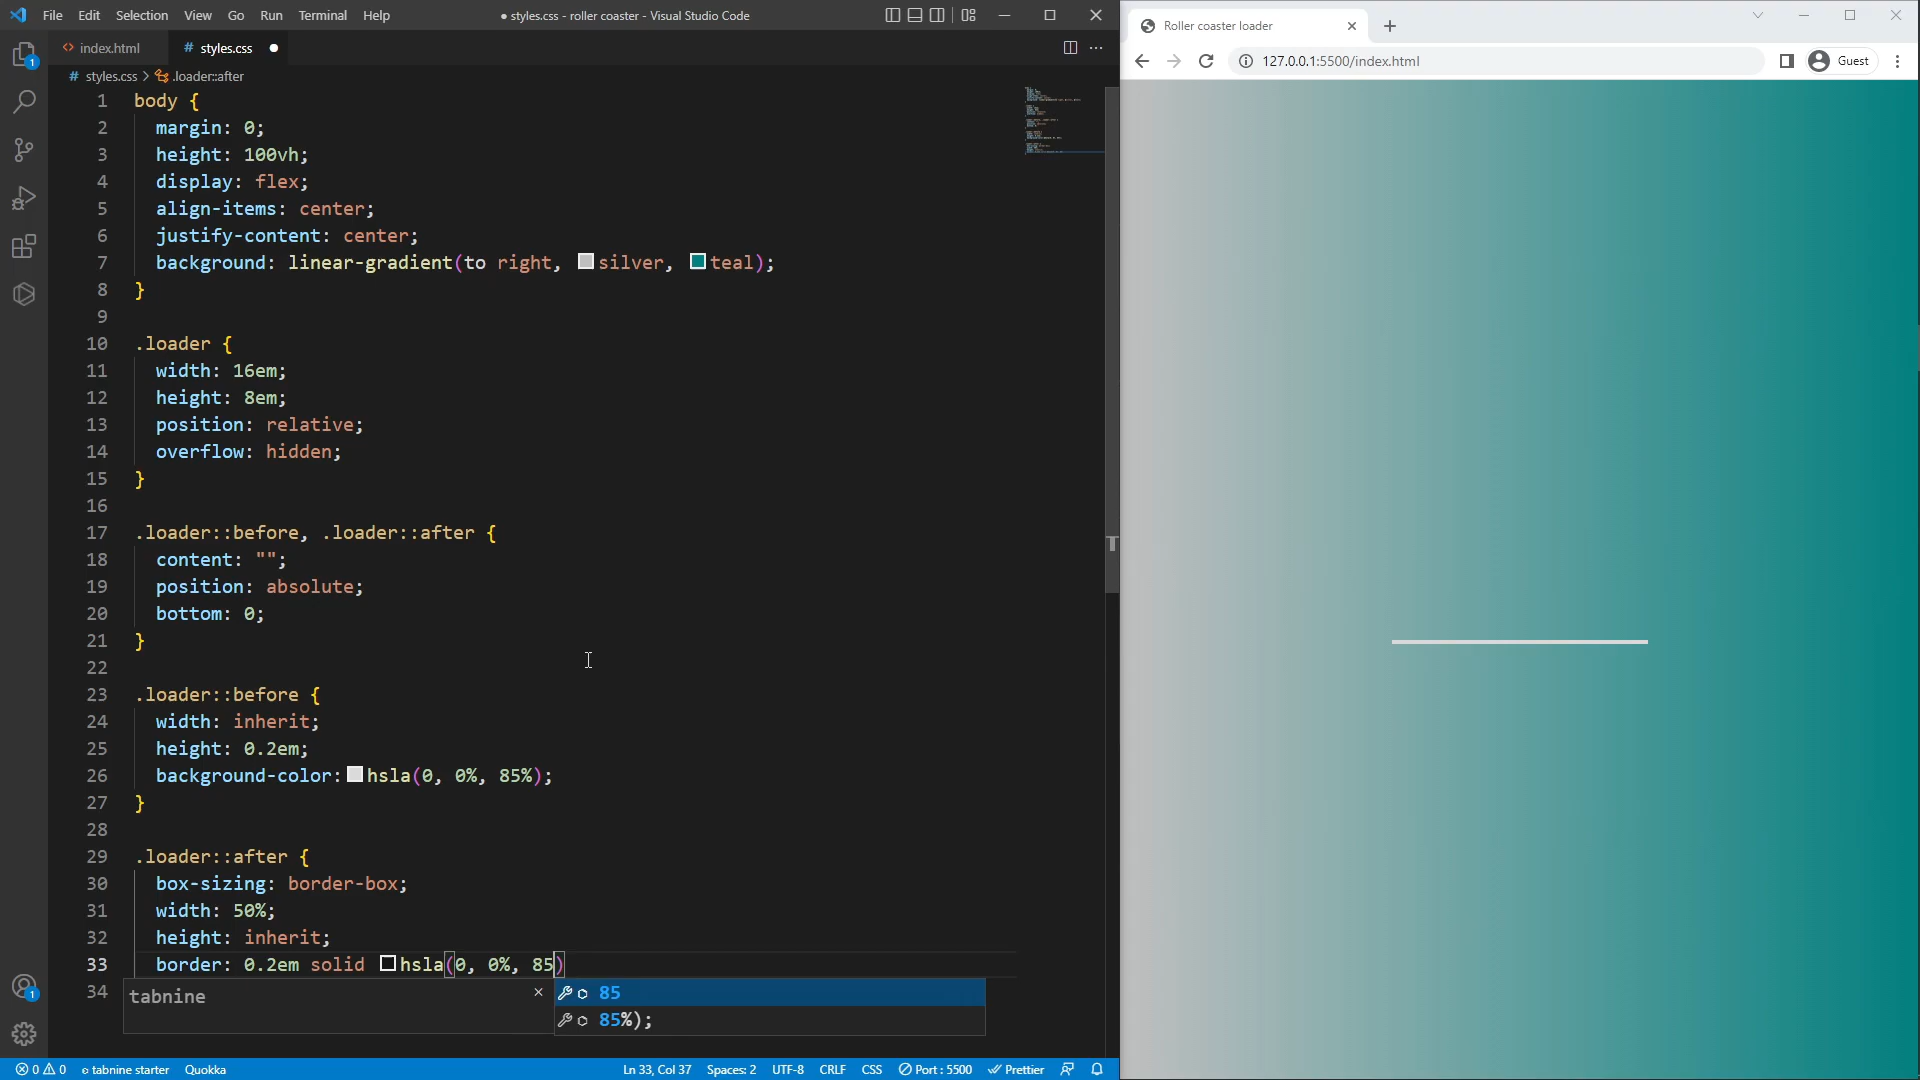 File Edit Selection View Go Run Terminal Help
● styles.css - roller coaster - Visual Studio Code
index.html
# styles.css ●
# styles.css > .loader::after
1 body {
2 margin: 0;
3 height: 100vh;
4 display: flex;
5 align-items: center;
6 justify-content: center;
7 background: linear-gradient(to right, silver, teal);
8 }
9
10 .loader {
11 width: 16em;
12 height: 8em;
13 position: relative;
14 overflow: hidden;
15 }
16
17 .loader::before, .loader::after {
18 content: "";
19 position: absolute;
20 bottom: 0;
21 }
22
23 .loader::before {
24 width: inherit;
25 height: 0.2em;
26 background-color: hsla(0, 0%, 85%);
27 }
28
29 .loader::after {
30 box-sizing: border-box;
31 width: 50%;
32 height: inherit;
33 border: 0.2em solid hsla(0, 0%, 85)
34
tabnine
85
85%);
1
1
0 0 tabnine starter Quokka
Ln 33, Col 37 Spaces: 2 UTF-8 CRLF CSS Port : 5500 Prettier
Roller coaster loader
127.0.0.1:5500/index.html
Guest